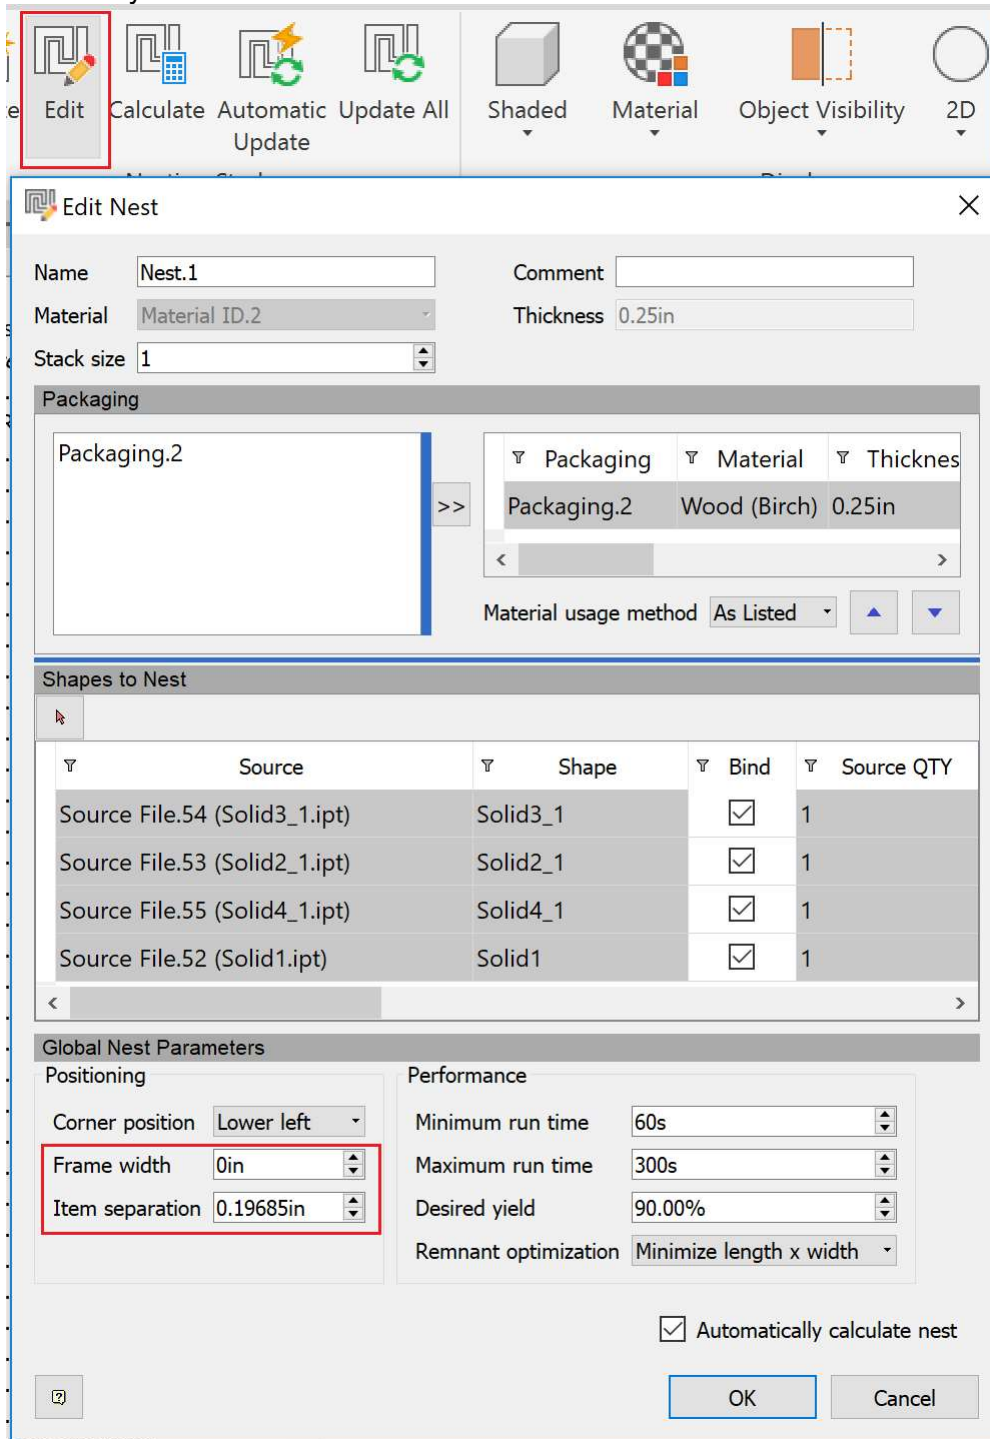 Edit Calculate Automatic Update All Shaded Material Object Visibility 2D
Update
Edit Nest
Name Nest.1 Comment
Material Material ID.2 Thickness 0.25in
Stack size 1
Packaging
Packaging.2
Packaging Material Thicknes
>> Packaging.2 Wood (Birch) 0.25in
Material usage method As Listed
Shapes to Nest
Source Shape Bind Source QTY
Source File.54 (Solid3_1.ipt) Solid3_1 1
Source File.53 (Solid2_1.ipt) Solid2_1 1
Source File.55 (Solid4_1.ipt) Solid4_1 1
Source File.52 (Solid1.ipt) Solid1 1
Global Nest Parameters
Positioning Performance
Corner position Lower left Minimum run time 60s
Frame width 0in Maximum run time 300s
Item separation 0.19685in Desired yield 90.00%
Remnant optimization Minimize length x width
Automatically calculate nest
OK Cancel